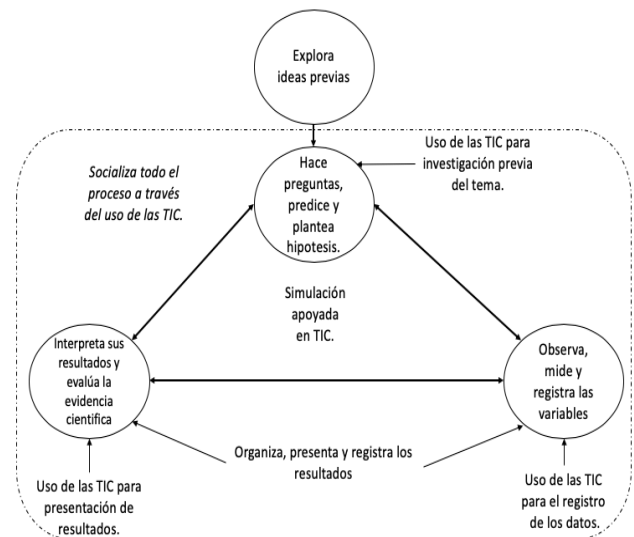 Explora
ideas previas
Uso de las TIC para
investigación previa
del tema.
Socializa todo el
proceso a través
del uso de las TIC.
Hace
preguntas,
predice y
plantea
hipotesis.
Simulación
apoyada
en TIC.
Interpreta sus
resultados y
evalúa la
evidencia
cientifica
Observa,
mide y
registra las
variables
Organiza, presenta y registra los
resultados
Uso de las TIC para
presentación de
resultados.
Uso de las TIC
para el registro
de los datos.